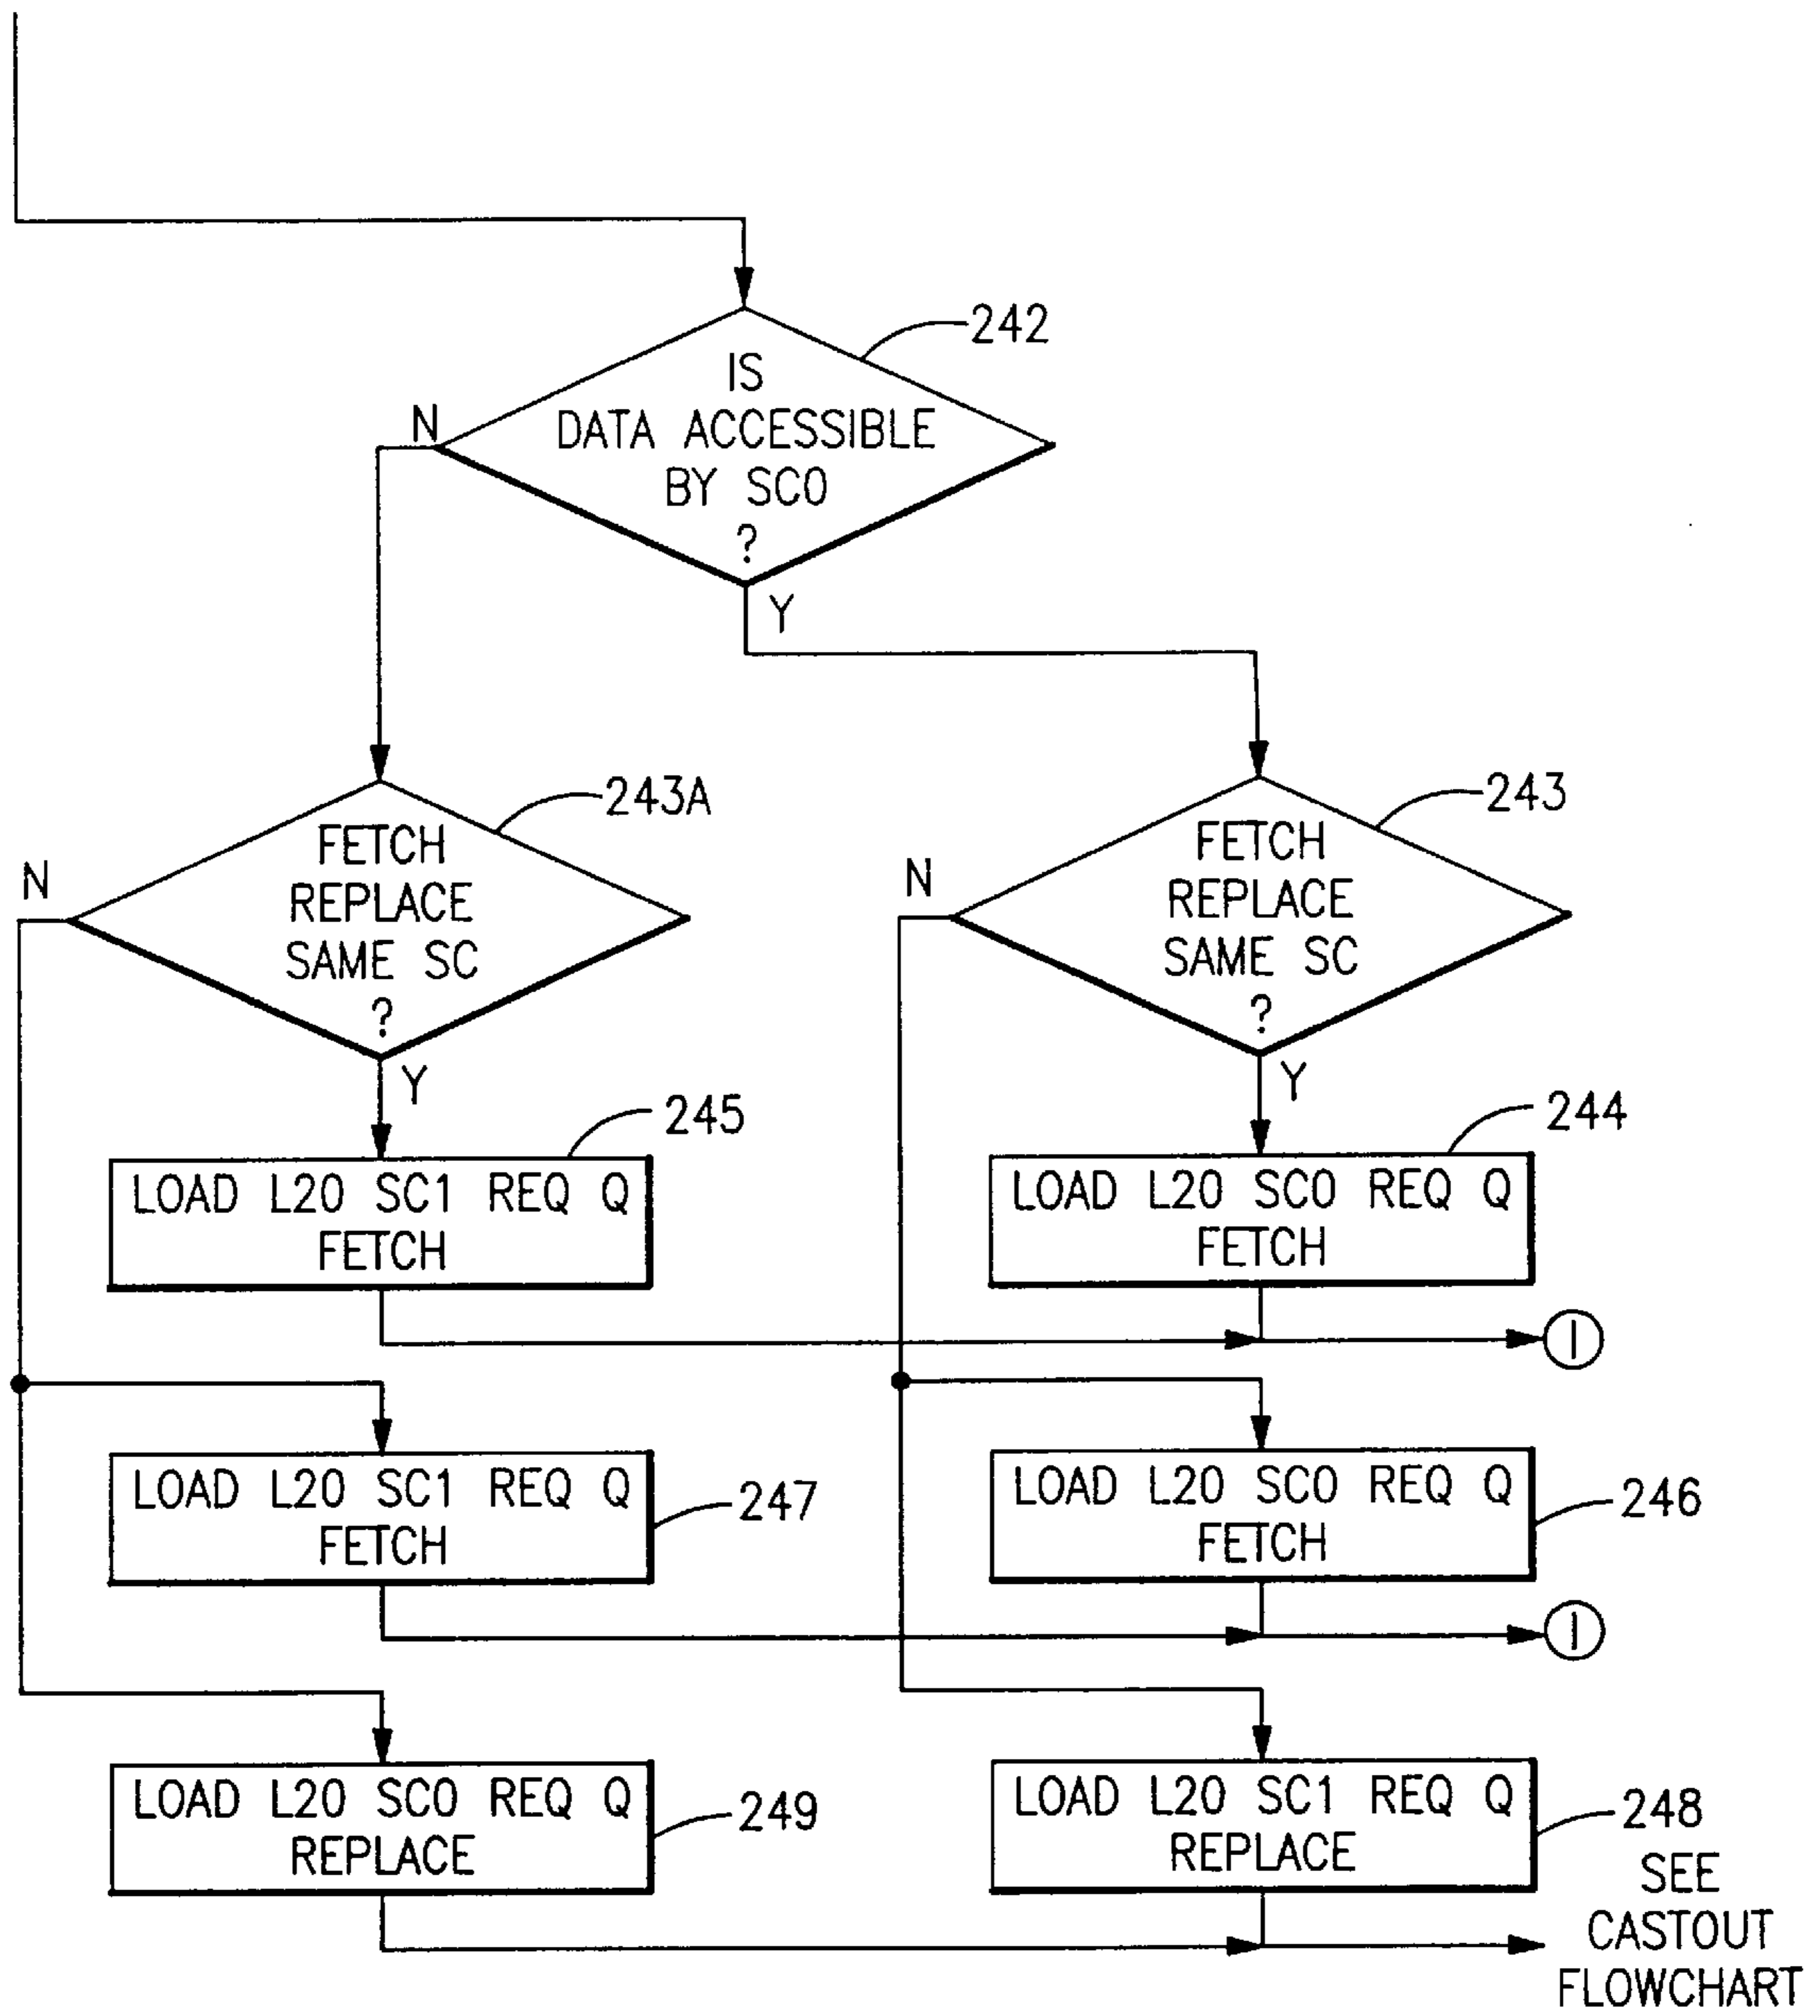 242
IS
DATA ACCESSIBLE
BY SC0
?
N
Y
243A
FETCH
REPLACE
SAME SC
?
N
Y
243
FETCH
REPLACE
SAME SC
?
N
Y
245
LOAD L20 SC1 REQ Q
FETCH
244
LOAD L20 SC0 REQ Q
FETCH
I
LOAD L20 SC1 REQ Q
FETCH
247
LOAD L20 SC0 REQ Q
FETCH
246
I
LOAD L20 SC0 REQ Q
REPLACE
249
LOAD L20 SC1 REQ Q
REPLACE
248
SEE
CASTOUT
FLOWCHART